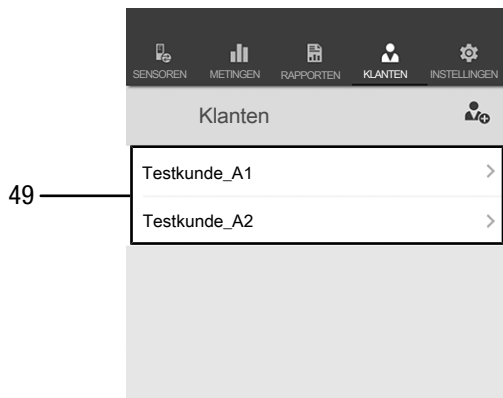 SENSOREN METINGEN RAPPORTEN KLANTEN INSTELLINGEN
Klanten
Testkunde_A1
49
Testkunde_A2